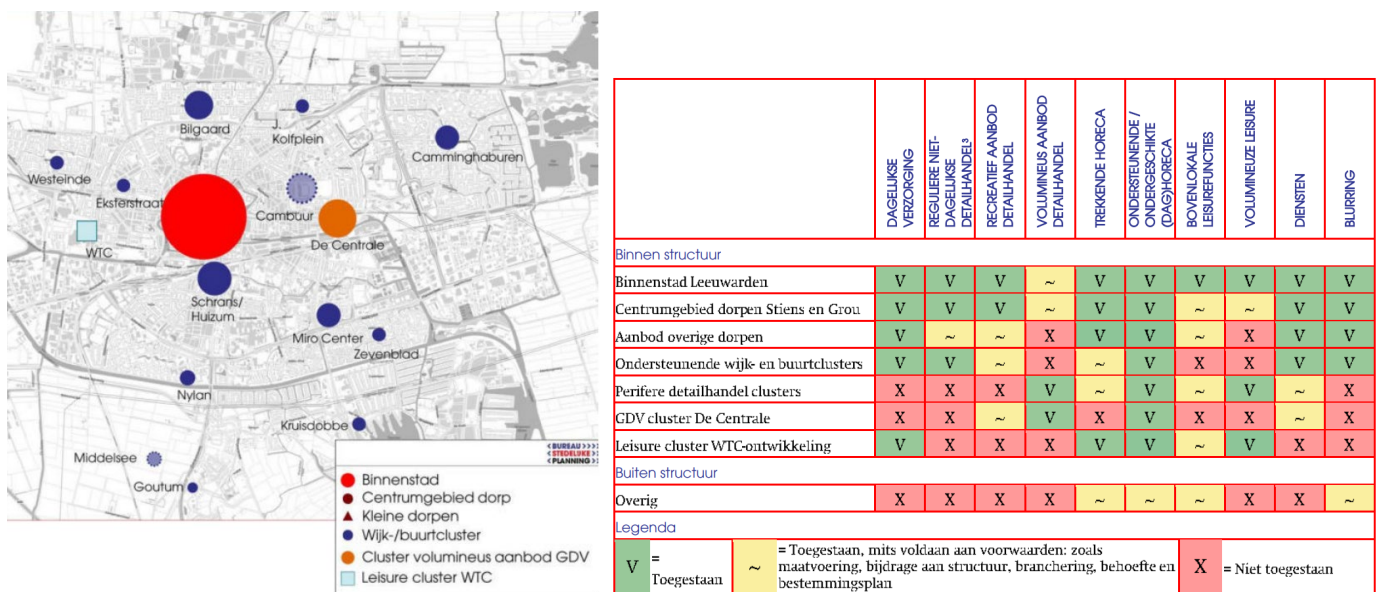 Bilgaard
Kolfplein
Camminghaburen
Westeinde
Eksterstraat
Cambuur
De Centrale
WTC
Schrans/
Huizum
Miro Center
Zevenblad
Nylan
Kruisdobbe
Middelsee
Goutum
< BUREAU >>>
< STEDELIJKE >
< PLANNING >
Binnenstad
Centrumgebied dorp
Kleine dorpen
Wijk-/buurtcluster
Cluster volumineus aanbod GDV
Leisure cluster WTC
DAGELIJKSE
VERZORGING
REGULIERE NIET-
DAGELIJKSE
DETAILHANDEL³
RECREATIEF AANBOD
DETAILHANDEL
VOLUMINEUS AANBOD
DETAILHANDEL
TREKKENDE HORECA
ONDERSTEUNENDE /
ONDERGESCHIKTE
(DAG)HORECA
BOVENLOKALE
LEISUREFUNCTIES
VOLUMINEUZE LEISURE
DIENSTEN
BLURRING
Binnen structuur
Binnenstad Leeuwarden V V V ~ V V V V V V
Centrumgebied dorpen Stiens en Grou V V V ~ V V ~ ~ V V
Aanbod overige dorpen V ~ ~ X V V ~ X V V
Ondersteunende wijk- en buurtclusters V V ~ X ~ V X X V V
Perifere detailhandel clusters X X X V ~ V ~ V ~ X
GDV cluster De Centrale X X ~ V X V X X ~ X
Leisure cluster WTC-ontwikkeling V X X X V V ~ V X X
Buiten structuur
Overig X X X X ~ ~ ~ X X ~
Legenda
V =
Toegestaan
~ = Toegestaan, mits voldaan aan voorwaarden: zoals
maatvoering, bijdrage aan structuur, branchering, behoefte en
bestemmingsplan
X = Niet toegestaan